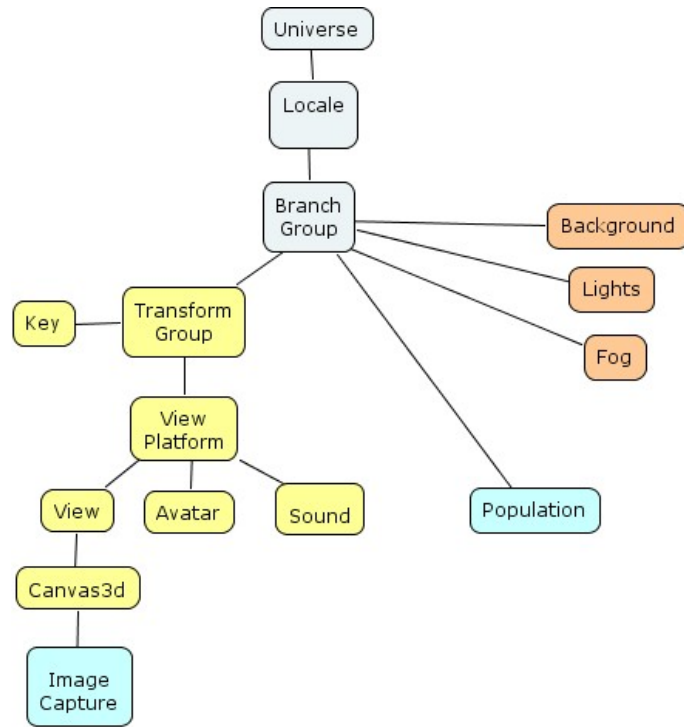 Universe
Locale
Branch
Group
Background
Lights
Fog
Key
Transform
Group
View
Platform
View
Avatar
Sound
Population
Canvas3d
Image
Capture